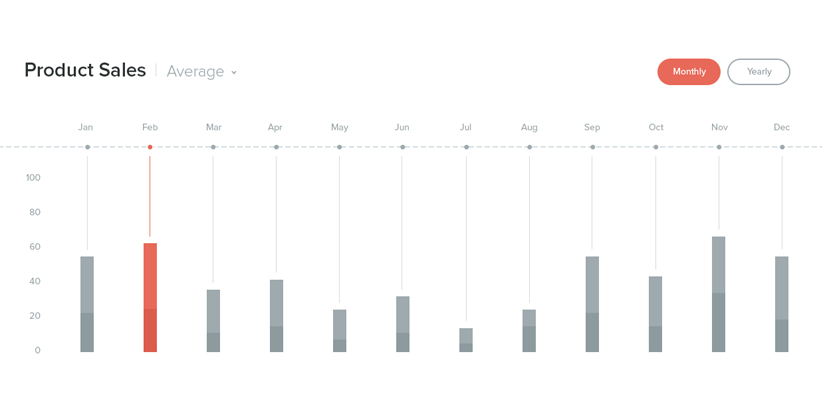 Product Sales
Average
Monthly
Yearly
Jan Feb Mar Apr May Jun Jul Aug Sep Oct Nov Dec
100
80
60
40
20
0